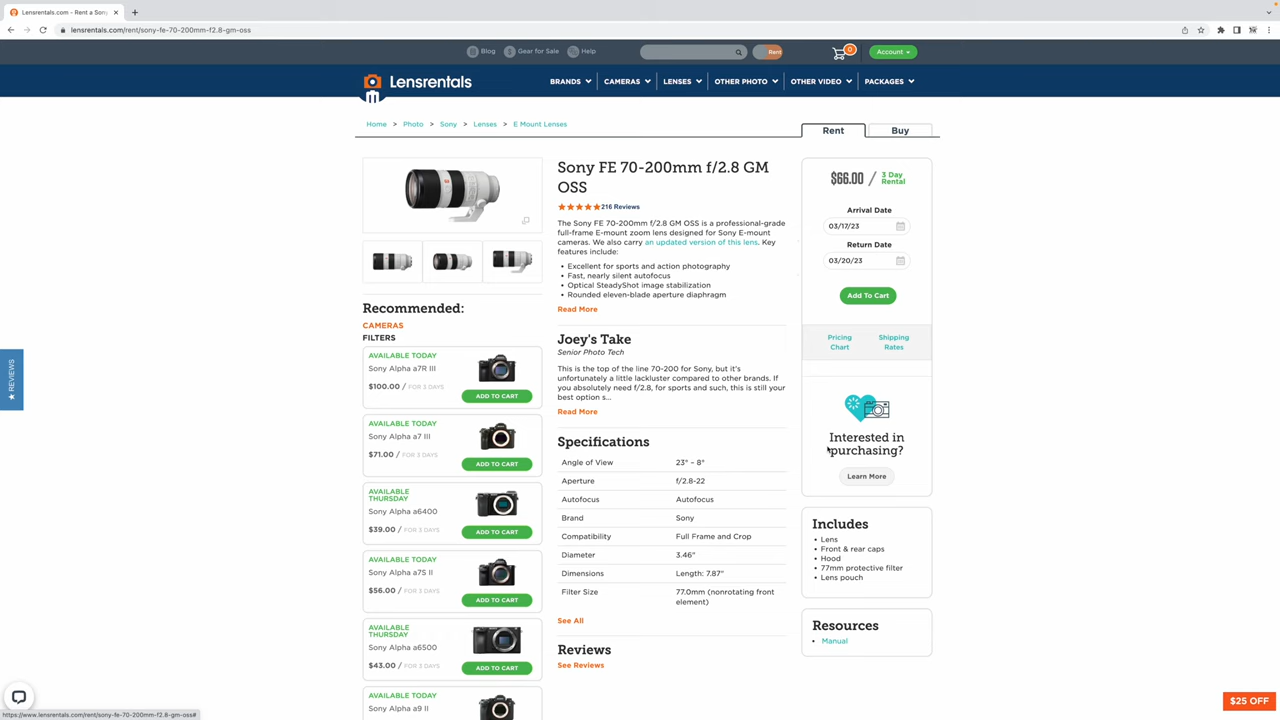 Lensrentals.com - Rent a Sony
lensrentals.com/rent/sony-fe-70-200mm-f2.8-gm-oss
Blog
Gear for Sale
Help
Rent
0
Account
Lensrentals
BRANDS
CAMERAS
LENSES
OTHER PHOTO
OTHER VIDEO
PACKAGES
Home > Photo > Sony > Lenses > E Mount Lenses
Rent
Buy
Sony FE 70-200mm f/2.8 GM
OSS
216 Reviews
The Sony FE 70-200mm f/2.8 GM OSS is a professional-grade
full-frame E-mount zoom lens designed for Sony E-mount
cameras. We also carry an updated version of this lens. Key
features include:
• Excellent for sports and action photography
• Fast, nearly silent autofocus
• Optical SteadyShot image stabilization
• Rounded eleven-blade aperture diaphragm
Read More
Joey's Take
Senior Photo Tech
This is the top of the line 70-200 for Sony, but it's
unfortunately a little lackluster compared to other brands. If
you absolutely need f/2.8, for sports and such, this is still your
best option s...
Read More
Specifications
Angle of View 23° – 8°
Aperture f/2.8-22
Autofocus Autofocus
Brand Sony
Compatibility Full Frame and Crop
Diameter 3.46"
Dimensions Length: 7.87"
Filter Size 77.0mm (nonrotating front
element)
See All
Reviews
See Reviews
Recommended:
CAMERAS
FILTERS
AVAILABLE TODAY
Sony Alpha a7R III
$100.00 / FOR 3 DAYS
ADD TO CART
AVAILABLE TODAY
Sony Alpha a7 III
$71.00 / FOR 3 DAYS
ADD TO CART
AVAILABLE
THURSDAY
Sony Alpha a6400
$39.00 / FOR 3 DAYS
ADD TO CART
AVAILABLE TODAY
Sony Alpha a7S II
$56.00 / FOR 3 DAYS
ADD TO CART
AVAILABLE
THURSDAY
Sony Alpha a6500
$43.00 / FOR 3 DAYS
ADD TO CART
AVAILABLE TODAY
Sony Alpha a9 II
$66.00 / 3 Day
Rental
Arrival Date
03/17/23
Return Date
03/20/23
Add To Cart
Pricing
Chart
Shipping
Rates
Interested in
purchasing?
Learn More
Includes
• Lens
• Front & rear caps
• Hood
• 77mm protective filter
• Lens pouch
Resources
• Manual
★ REVIEWS
$25 OFF
https://www.lensrentals.com/rent/sony-fe-70-200mm-f2.8-gm-oss#